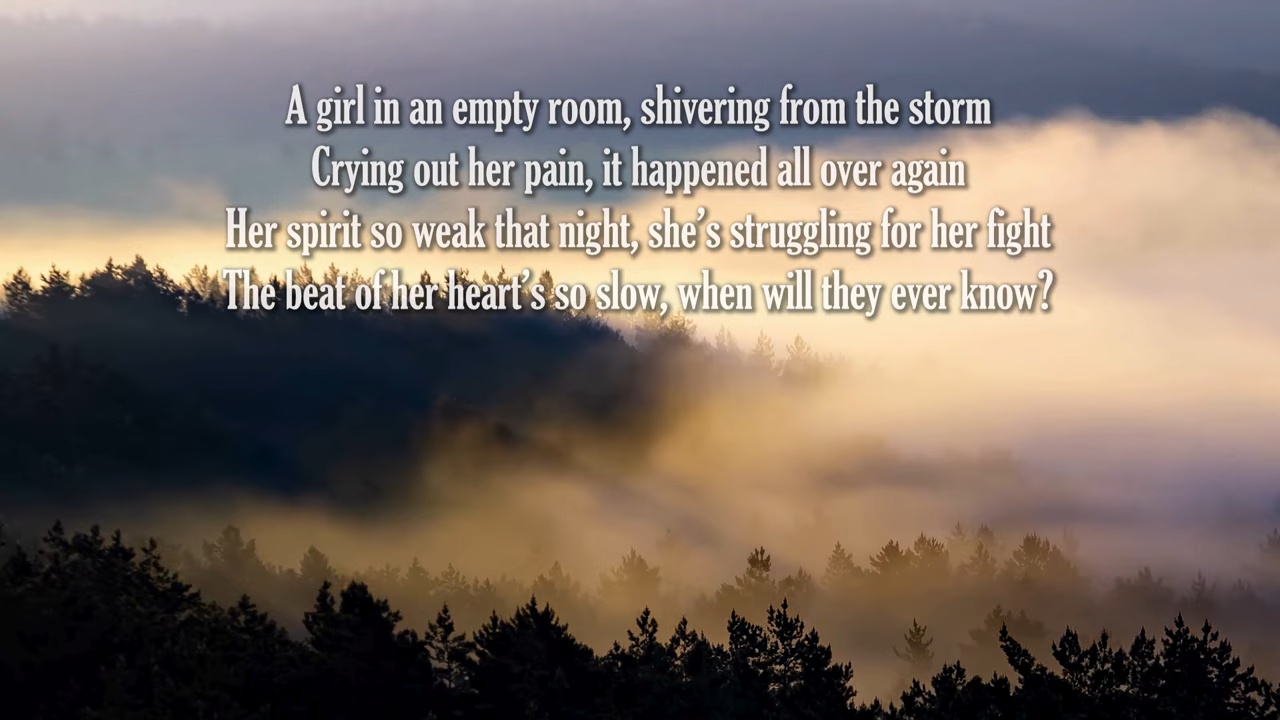 A girl in an empty room, shivering from the storm
Crying out her pain, it happened all over again
Her spirit so weak that night, she’s struggling for her fight
The beat of her heart’s so slow, when will they ever know?